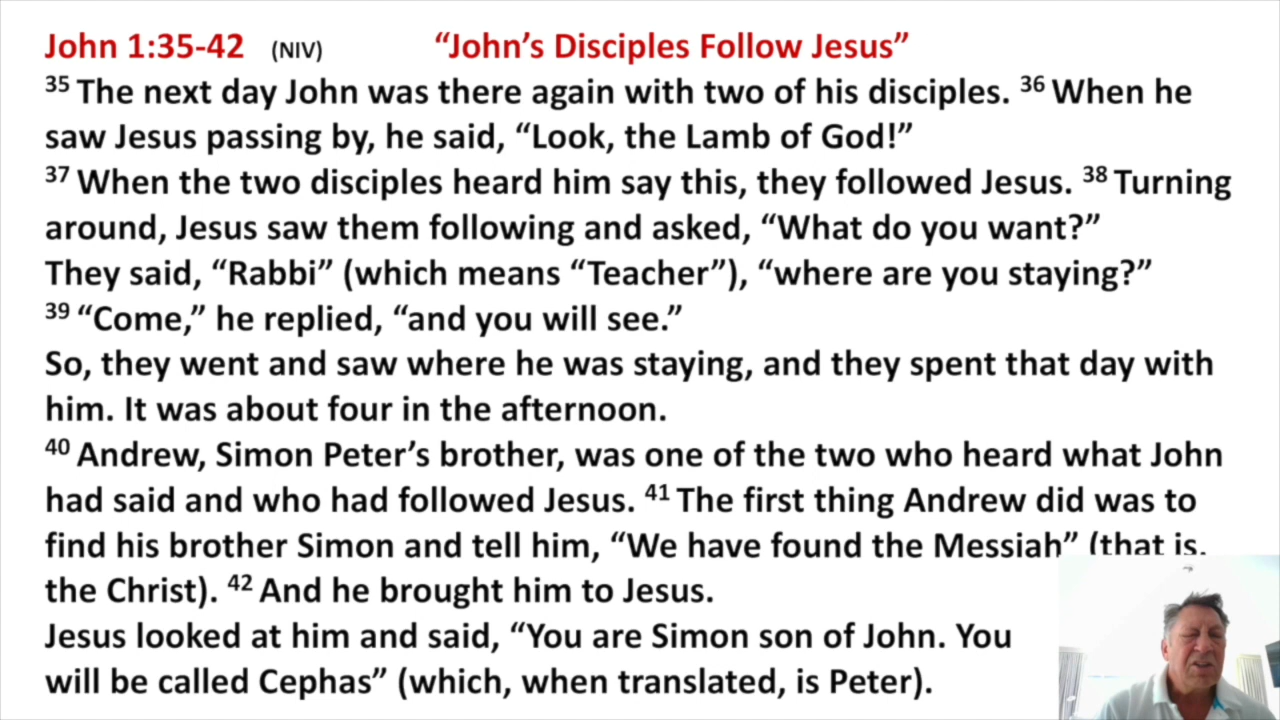 John 1:35-42 (NIV) “John’s Disciples Follow Jesus”
35 The next day John was there again with two of his disciples. 36 When he
saw Jesus passing by, he said, “Look, the Lamb of God!”
37 When the two disciples heard him say this, they followed Jesus. 38 Turning
around, Jesus saw them following and asked, “What do you want?”
They said, “Rabbi” (which means “Teacher”), “where are you staying?”
39 “Come,” he replied, “and you will see.”
So, they went and saw where he was staying, and they spent that day with
him. It was about four in the afternoon.
40 Andrew, Simon Peter’s brother, was one of the two who heard what John
had said and who had followed Jesus. 41 The first thing Andrew did was to
find his brother Simon and tell him, “We have found the Messiah” (that is,
the Christ). 42 And he brought him to Jesus.
Jesus looked at him and said, “You are Simon son of John. You
will be called Cephas” (which, when translated, is Peter).